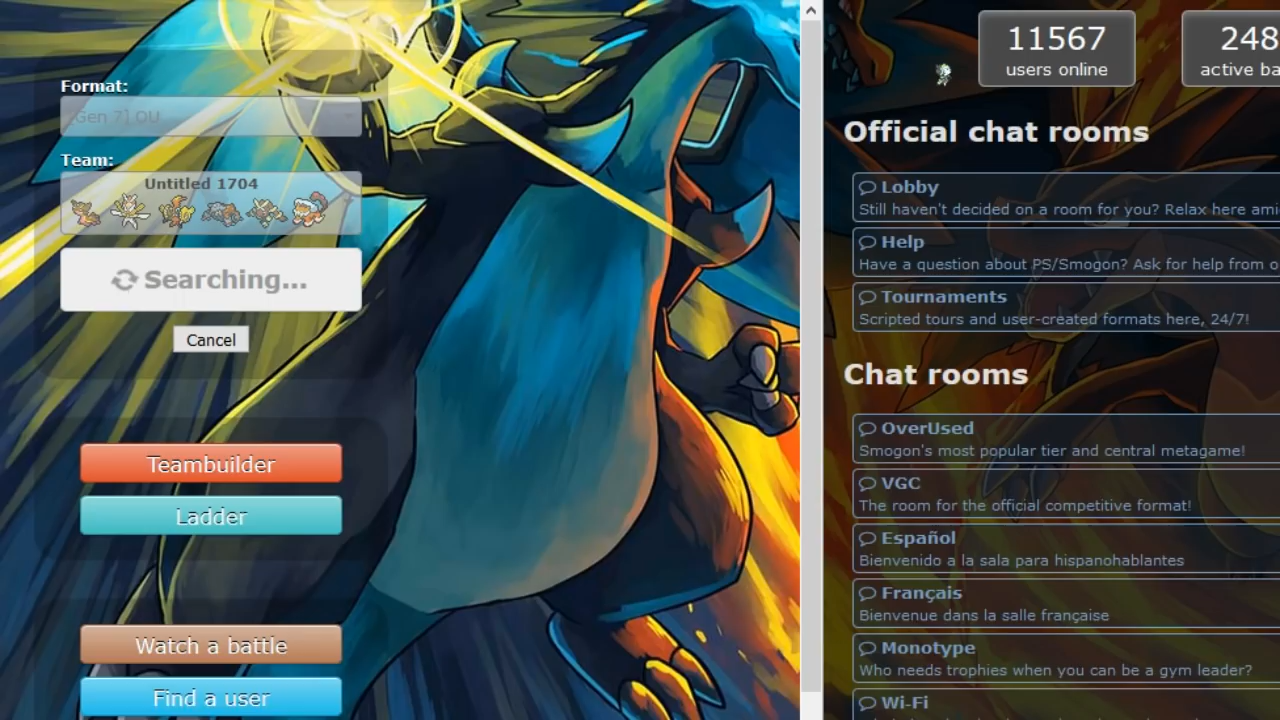 Format:
[Gen 7] OU
Team:
Untitled 1704
Searching...
Cancel
Teambuilder
Ladder
Watch a battle
Find a user
11567
users online
248
active ba
Official chat rooms
Lobby
Still haven't decided on a room for you? Relax here ami
Help
Have a question about PS/Smogon? Ask for help from o
Tournaments
Scripted tours and user-created formats here, 24/7!
Chat rooms
OverUsed
Smogon's most popular tier and central metagame!
VGC
The room for the official competitive format!
Español
Bienvenido a la sala para hispanohablantes
Français
Bienvenue dans la salle française
Monotype
Who needs trophies when you can be a gym leader?
Wi-Fi